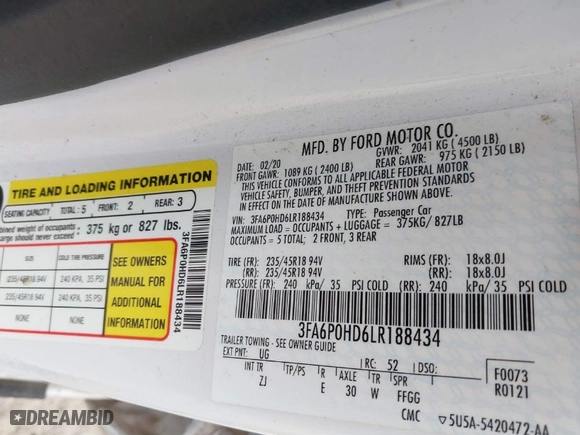 TIRE AND LOADING INFORMATION
SEATING CAPACITY TOTAL: 5 FRONT: 2 REAR: 3
weight of occupants
should never exceed: 375 kg or 827 lbs.
SIZE COLD TIRE PRESSURE
235/45R18 94V 240 KPA, 35 PSI
235/45R18 94V 240 KPA, 35 PSI
NONE NONE
SEE OWNERS
MANUAL FOR
ADDITIONAL
INFORMATION
3FA6P0HD6LR188434
MFD. BY FORD MOTOR CO.
DATE: 02/20 GVWR: 2041 KG (4500 LB)
FRONT GAWR: 1089 KG (2400 LB) REAR GAWR: 975 KG (2150 LB)
THIS VEHICLE CONFORMS TO ALL APPLICABLE FEDERAL MOTOR
VEHICLE SAFETY, BUMPER, AND THEFT PREVENTION STANDARDS
IN EFFECT ON THE DATE OF MANUFACTURE SHOWN ABOVE.
VIN: 3FA6P0HD6LR188434 TYPE: Passenger Car
MAXIMUM LOAD = OCCUPANTS + LUGGAGE = 375KG/ 827LB
OCCUPANTS = 5 TOTAL: 2 FRONT, 3 REAR
TIRE (FR): 235/45R18 94V RIMS (FR): 18x8.0J
(RR): 235/45R18 94V (RR): 18x8.0J
PRESSURE (FR): 240 kPa/ 35 PSI COLD (RR): 240 kPa/ 35 PSI COLD
3FA6P0HD6LR188434
TRAILER TOWING - SEE OWNER GUIDE
EXT PNT: UG RC: 52 DSO: F0073
INT TR TP/PS R AXLE TR SPR R0121
ZJ E 30 W FFGG
CMC ▽5U5A-5420472-AA
DREAMBID